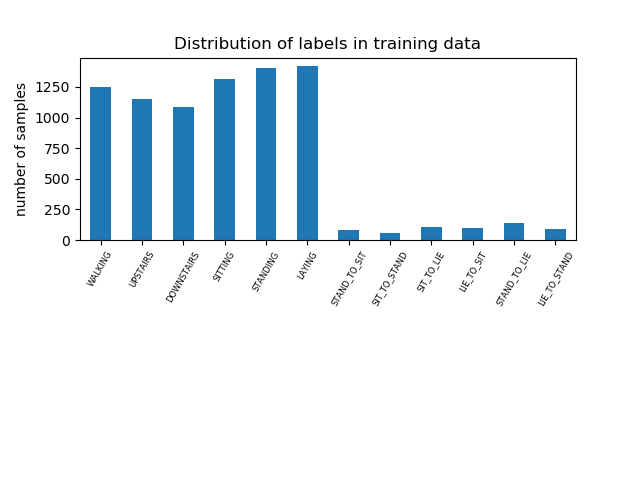 Distribution of labels in training data
number of samples
1250
1000
750
500
250
0
WALKING
UPSTAIRS
DOWNSTAIRS
SITTING
STANDING
LAYING
STAND_TO_SIT
SIT_TO_STAND
SIT_TO_LIE
LIE_TO_SIT
STAND_TO_LIE
LIE_TO_STAND